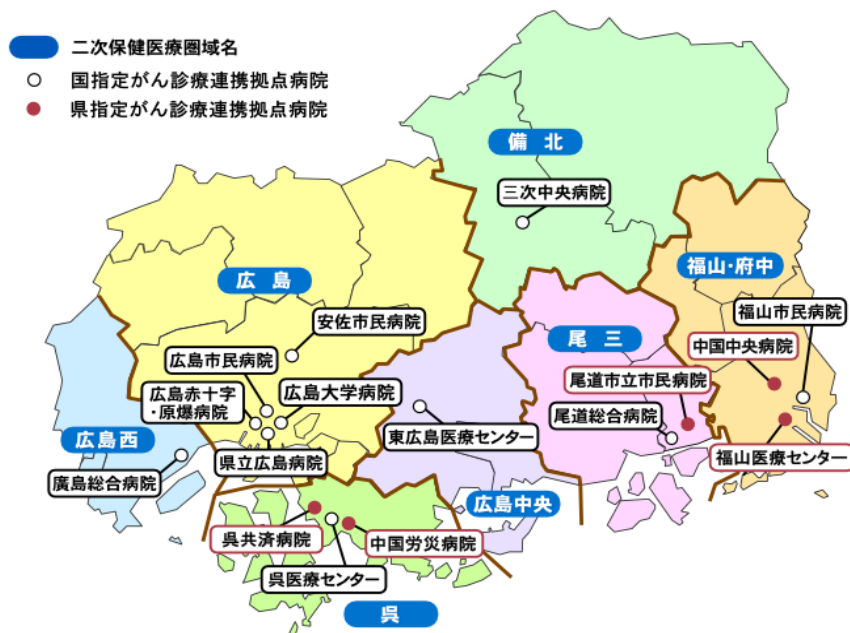 二次保健医療圏域名
国指定がん診療連携拠点病院
県指定がん診療連携拠点病院
備北
三次中央病院
広島
福山・府中
安佐市民病院
福山市民病院
尾三
中国中央病院
広島市民病院
尾道市立市民病院
広島赤十字
・原爆病院
広島大学病院
尾道総合病院
広島西
東広島医療センター
県立広島病院
福山医療センター
廣島総合病院
広島中央
呉共済病院
中国労災病院
呉医療センター
呉